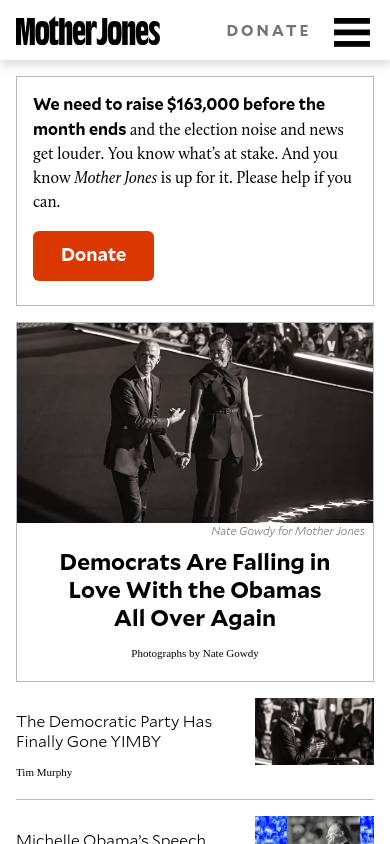 Mother Jones
DONATE
We need to raise $163,000 before the
month ends and the election noise and news
get louder. You know what’s at stake. And you
know Mother Jones is up for it. Please help if you
can.
Donate
Nate Gowdy for Mother Jones
Democrats Are Falling in
Love With the Obamas
All Over Again
Photographs by Nate Gowdy
The Democratic Party Has
Finally Gone YIMBY
Tim Murphy
Michelle Obama’s Speech